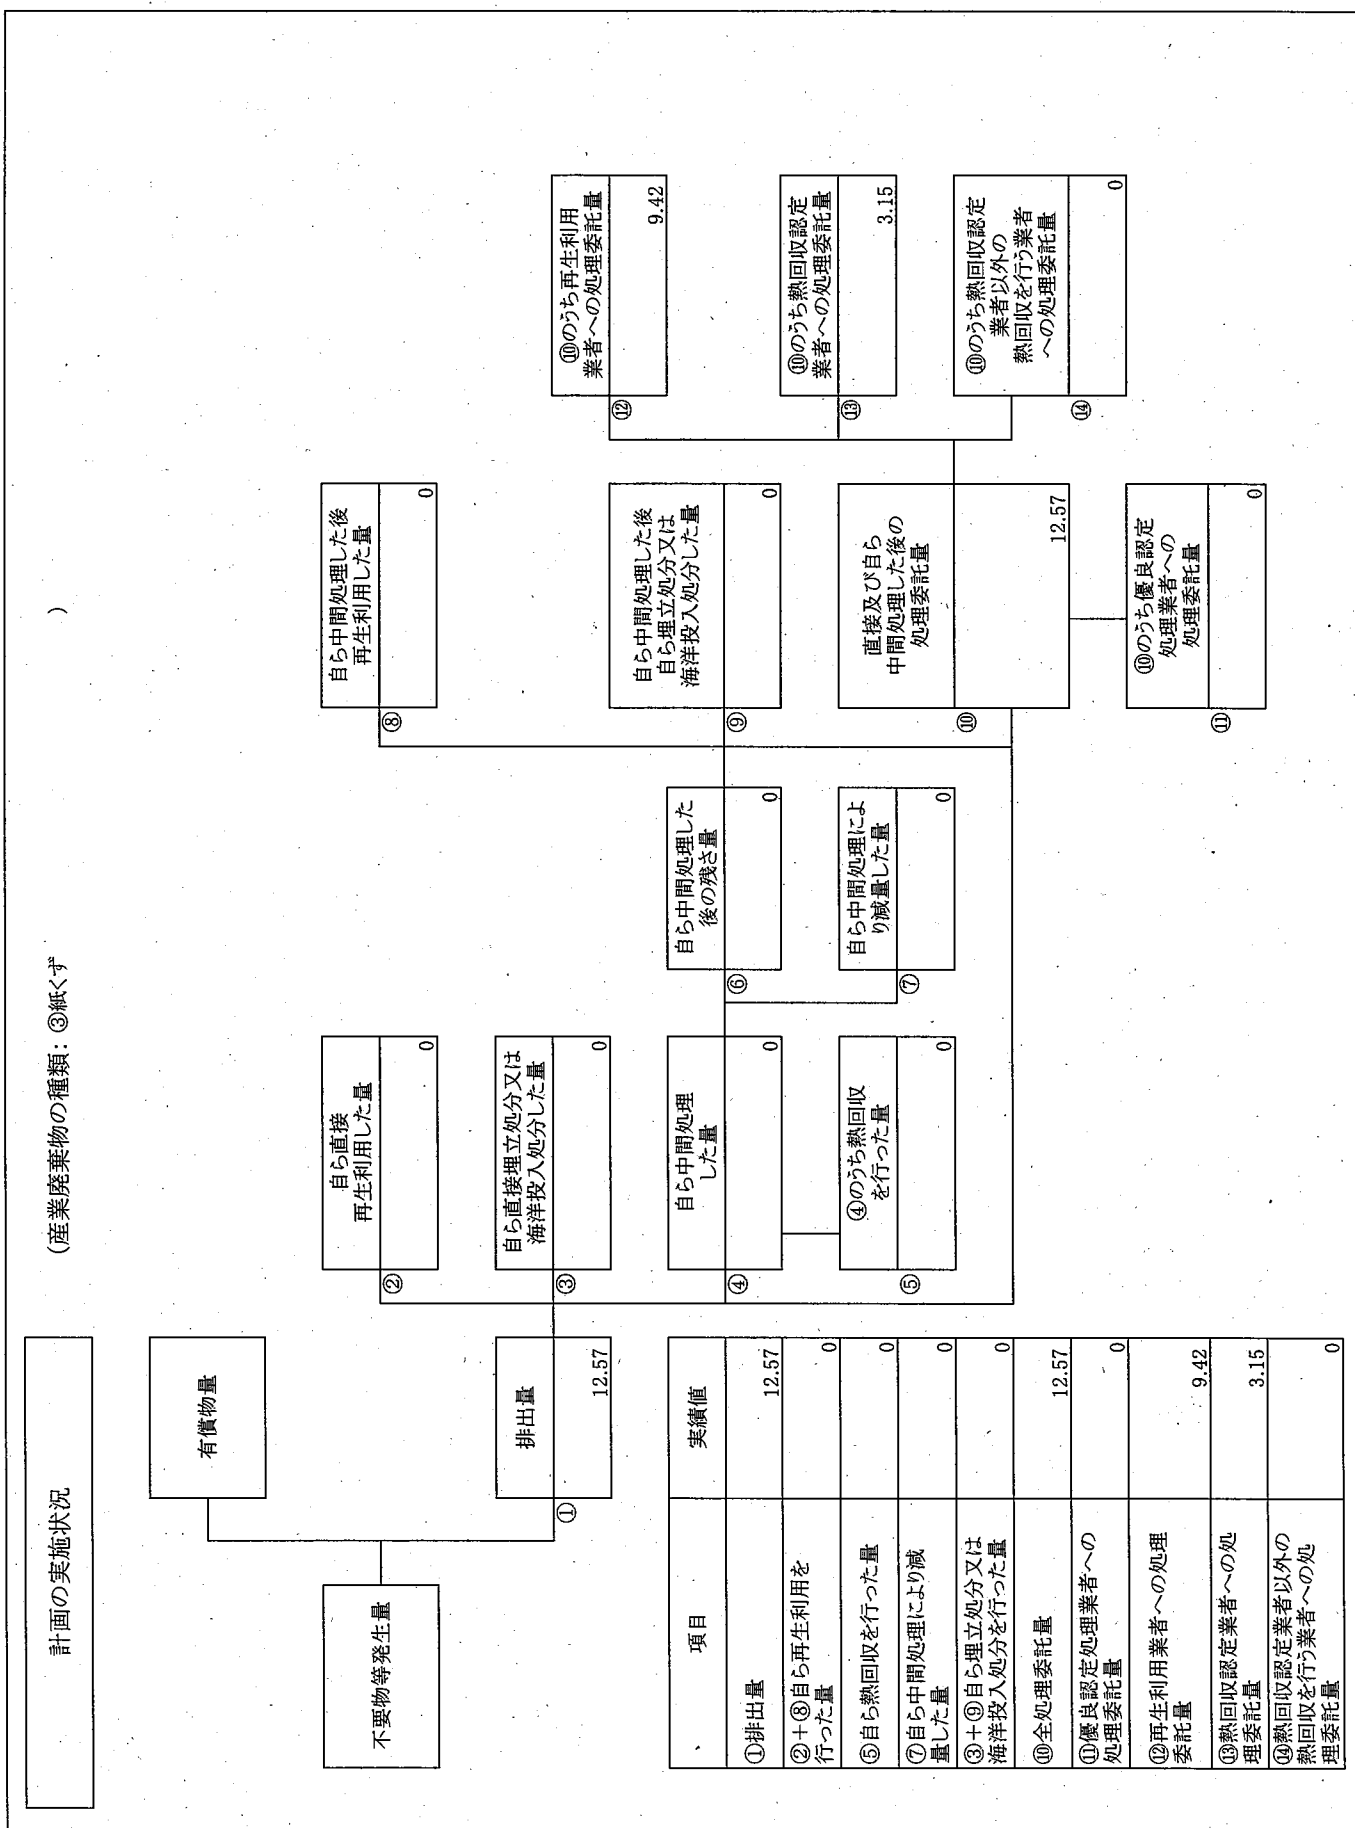 計画の実施状況
(産業廃棄物の種類：③紙くず
)
不要物等発生量
有償物量
①
排出量
12.57
②
自ら直接
再生利用した量
0
③
自ら直接埋立処分又は
海洋投入処分した量
0
④
自ら中間処理
した量
0
⑤
④のうち熱回収
を行った量
0
⑥
自ら中間処理した
後の残さ量
0
⑦
自ら中間処理によ
り減量した量
0
⑧
自ら中間処理した後
再生利用した量
0
⑨
自ら中間処理した後
自ら埋立処分又は
海洋投入処分した量
0
⑩
直接及び自ら
中間処理した後の
処理委託量
12.57
⑪
⑩のうち優良認定
処理業者への
処理委託量
0
⑫
⑩のうち再生利用
業者への処理委託量
9.42
⑬
⑩のうち熱回収認定
業者への処理委託量
3.15
⑭
⑩のうち熱回収認定
業者以外の
熱回収を行う業者
への処理委託量
0
項目 実績値
①排出量 12.57
②＋⑧自ら再生利用を
行った量 0
⑤自ら熱回収を行った量 0
⑦自ら中間処理により減
量した量 0
③＋⑨自ら埋立処分又は
海洋投入処分を行った量 0
⑩全処理委託量 12.57
⑪優良認定処理業者への
処理委託量 0
⑫再生利用業者への処理
委託量 9.42
⑬熱回収認定業者への処
理委託量 3.15
⑭熱回収認定業者以外の
熱回収を行う業者への処
理委託量 0